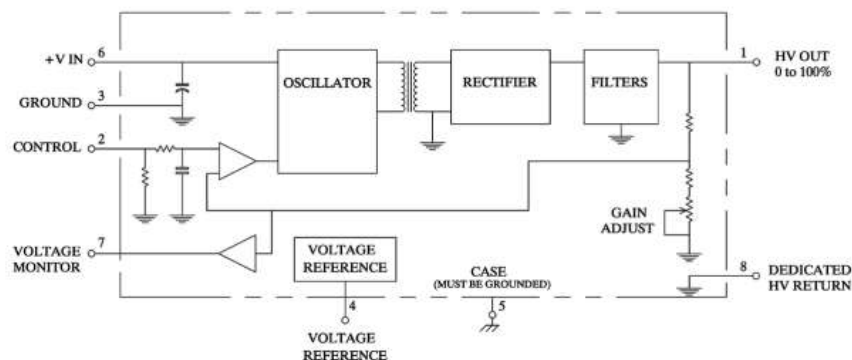 +V IN
6
GROUND
3
CONTROL
2
OSCILLATOR
RECTIFIER
FILTERS
1
HV OUT
0 to 100%
GAIN
ADJUST
VOLTAGE
MONITOR
7
VOLTAGE
REFERENCE
4
VOLTAGE
REFERENCE
CASE
(MUST BE GROUNDED)
5
8
DEDICATED
HV RETURN